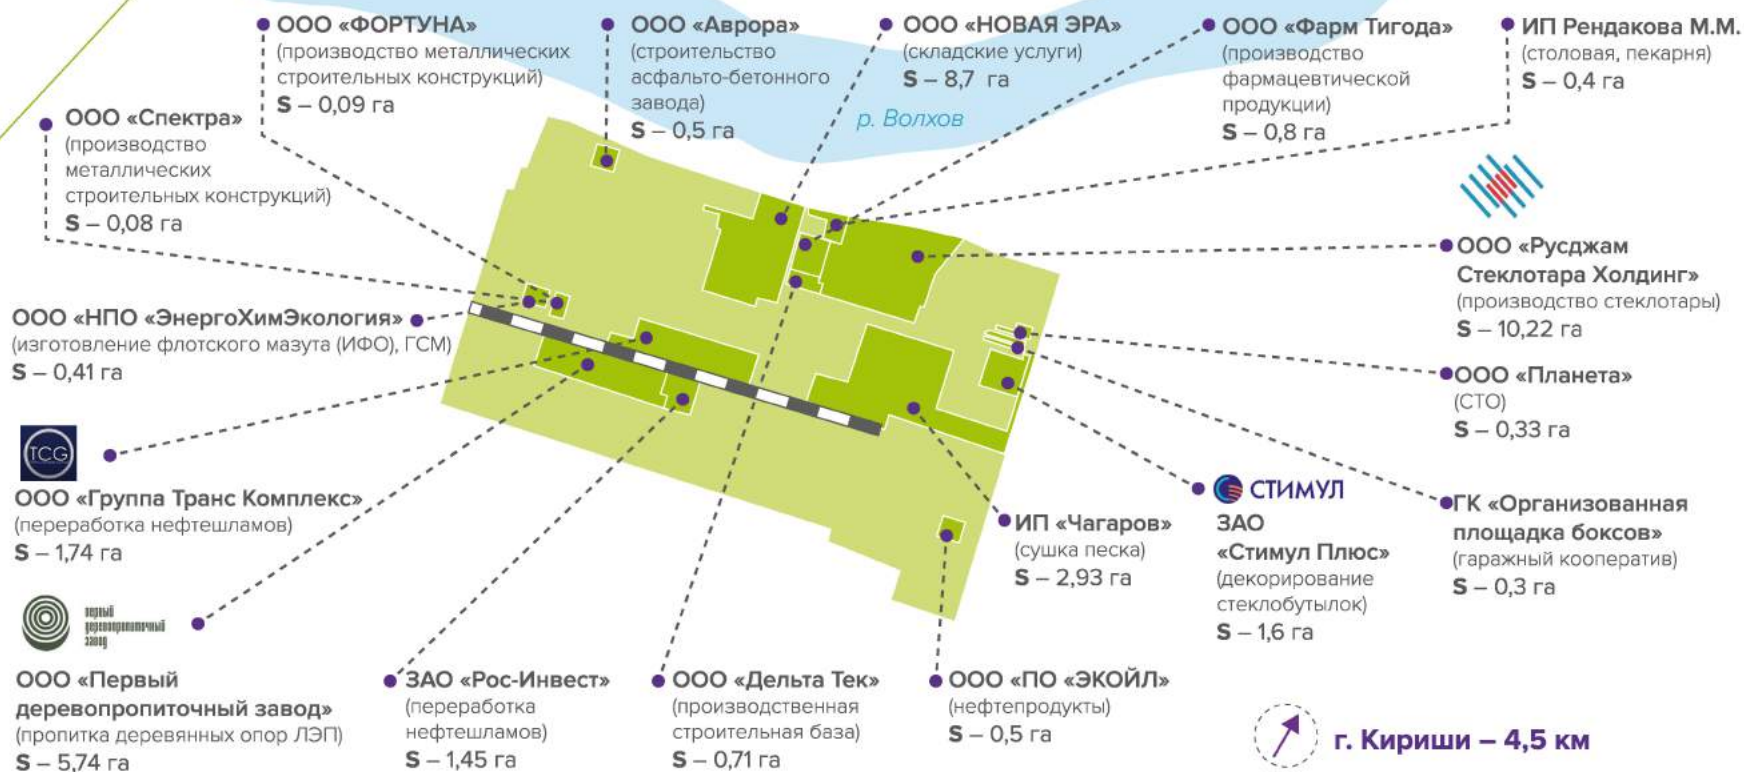 ООО «ФОРТУНА»
(производство металлических
строительных конструкций)
S – 0,09 га
ООО «Аврора»
(строительство
асфальто-бетонного
завода)
S – 0,5 га
ООО «НОВАЯ ЭРА»
(складские услуги)
S – 8,7 га
ООО «Фарм Тигода»
(производство
фармацевтической
продукции)
S – 0,8 га
ИП Рендакова М.М.
(столовая, пекарня)
S – 0,4 га
р. Волхов
ООО «Спектра»
(производство
металлических
строительных конструкций)
S – 0,08 га
ООО «Русджам
Стеклотара Холдинг»
(производство стеклотары)
S – 10,22 га
ООО «НПО «ЭнергоХимЭкология»
(изготовление флотского мазута (ИФО), ГСМ)
S – 0,41 га
ООО «Планета»
(СТО)
S – 0,33 га
TCG
ООО «Группа Транс Комплекс»
(переработка нефтешламов)
S – 1,74 га
СТИМУЛ
ЗАО
«Стимул Плюс»
(декорирование
стеклобутылок)
S – 1,6 га
ГК «Организованная
площадка боксов»
(гаражный кооператив)
S – 0,3 га
ИП «Чагаров»
(сушка песка)
S – 2,93 га
первый
деревопропиточный
завод
ООО «Первый
деревопропиточный завод»
(пропитка деревянных опор ЛЭП)
S – 5,74 га
ЗАО «Рос-Инвест»
(переработка
нефтешламов)
S – 1,45 га
ООО «Дельта Тек»
(производственная
строительная база)
S – 0,71 га
ООО «ПО «ЭКОЙЛ»
(нефтепродукты)
S – 0,5 га
г. Кириши – 4,5 км